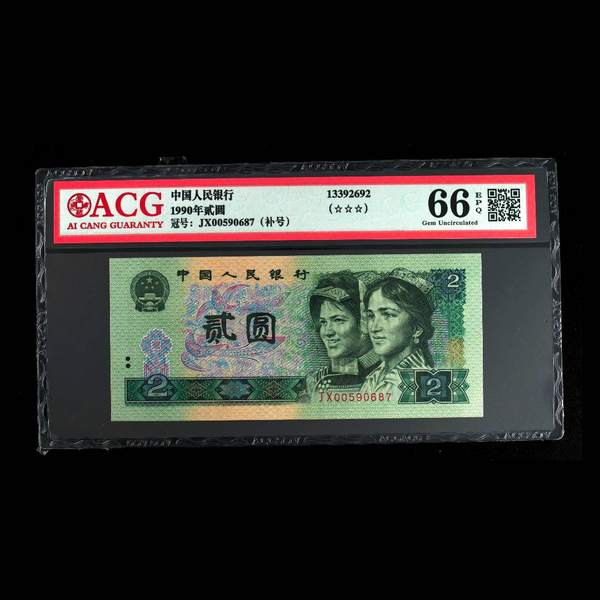 ACG
AI CANG GUARANTY
中国人民银行
1990年贰圆
冠号: JX00590687 (补号)
13392692
(☆☆☆)
66
EPQ
Gem Uncirculated
中国人民银行
2
贰圆
2
JX00590687
2